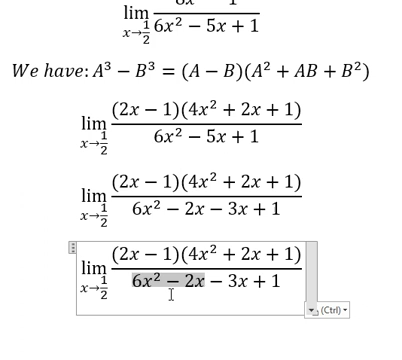 lim x→1/2 8x³ − 1 / 6x² − 5x + 1
We have: A³ − B³ = (A − B)(A² + AB + B²)
lim x→1/2 (2x − 1)(4x² + 2x + 1) / 6x² − 5x + 1
lim x→1/2 (2x − 1)(4x² + 2x + 1) / 6x² − 2x − 3x + 1
lim x→1/2 (2x − 1)(4x² + 2x + 1) / 6x² − 2x − 3x + 1
(Ctrl)